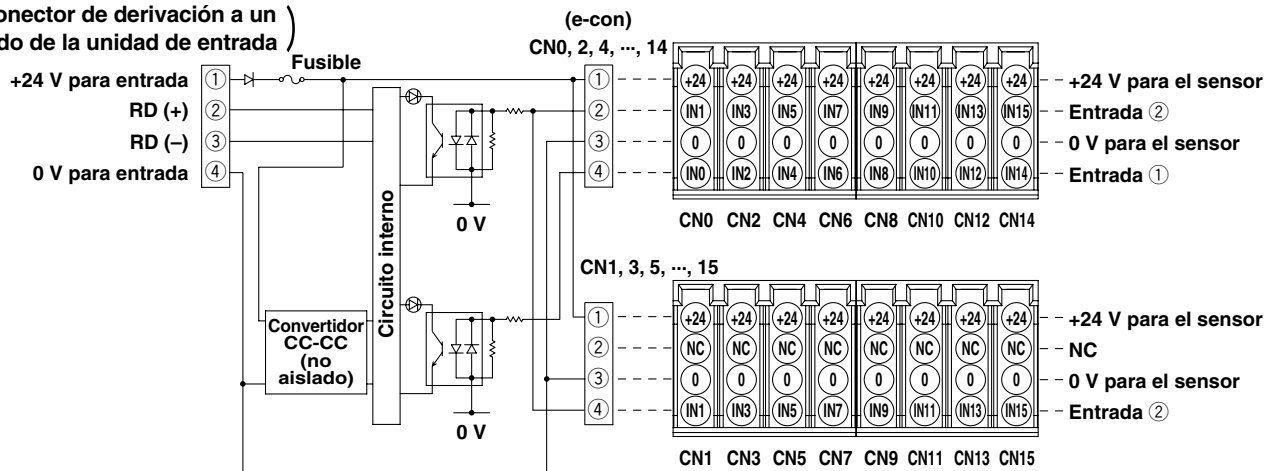 onector de derivación a un
do de la unidad de entrada )
Fusible
+24 V para entrada ①
RD (+) ②
RD (–) ③
0 V para entrada ④
Circuito interno
Convertidor
CC-CC
(no
aislado)
0 V
0 V
(e-con)
CN0, 2, 4, ···, 14
①
②
③
④
+24 +24 +24 +24 +24 +24 +24 +24
IN1 IN3 IN5 IN7 IN9 IN11 IN13 IN15
0 0 0 0 0 0 0 0
IN0 IN2 IN4 IN6 IN8 IN10 IN12 IN14
+24 V para el sensor
Entrada ②
0 V para el sensor
Entrada ①
CN0 CN2 CN4 CN6 CN8 CN10 CN12 CN14
CN1, 3, 5, ···, 15
①
②
③
④
+24 +24 +24 +24 +24 +24 +24 +24
NC NC NC NC NC NC NC NC
0 0 0 0 0 0 0 0
IN1 IN3 IN5 IN7 IN9 IN11 IN13 IN15
+24 V para el sensor
NC
0 V para el sensor
Entrada ②
CN1 CN3 CN5 CN7 CN9 CN11 CN13 CN15